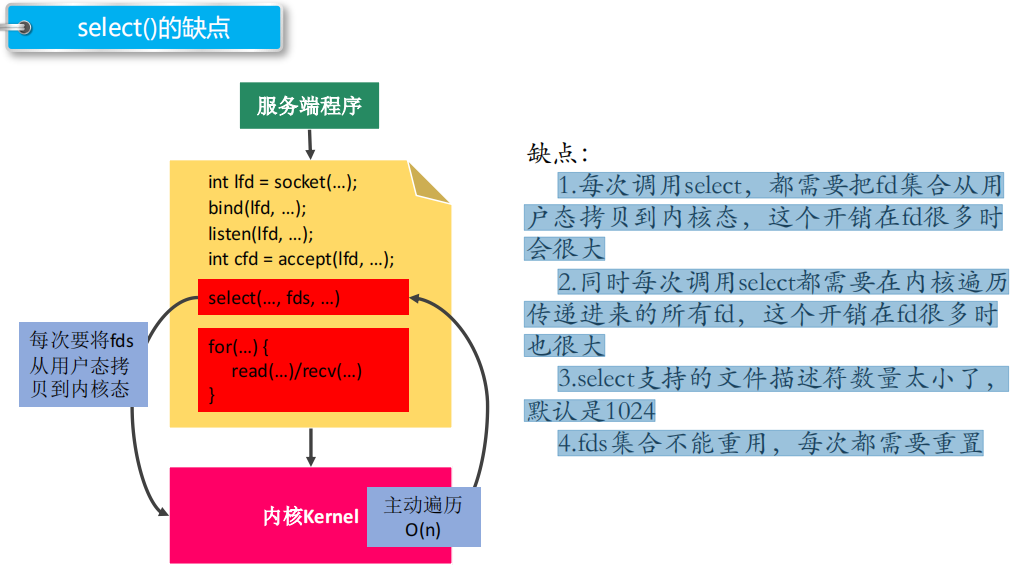 select()的缺点
服务端程序
int lfd = socket(…);
bind(lfd, …);
listen(lfd, …);
int cfd = accept(lfd, …);
select(…, fds, …)
for(…) {
read(…)/recv(…)
}
每次要将fds
从用户态拷
贝到内核态
内核Kernel
主动遍历
O(n)
缺点：
1.每次调用select，都需要把fd集合从用
户态拷贝到内核态，这个开销在fd很多时
会很大
2.同时每次调用select都需要在内核遍历
传递进来的所有fd，这个开销在fd很多时
也很大
3.select支持的文件描述符数量太小了，
默认是1024
4.fds集合不能重用，每次都需要重置